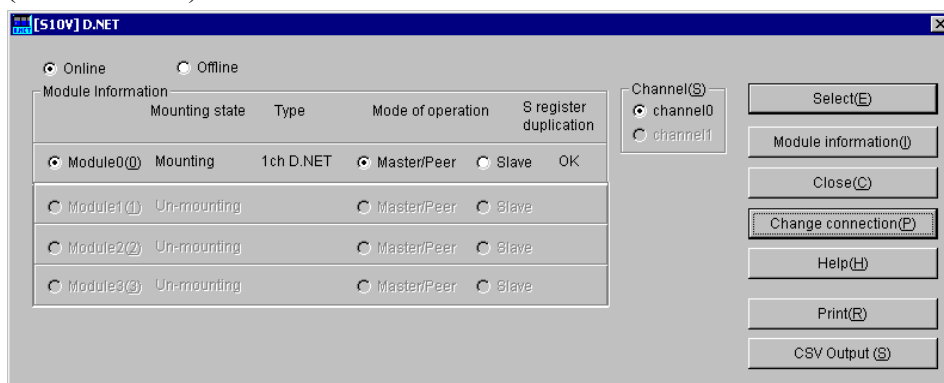 [S10V] D.NET
Online Offline
Module Information
Mounting state Type Mode of operation S register duplication
Module0(0) Mounting 1ch D.NET Master/Peer Slave OK
Module1(1) Un-mounting Master/Peer Slave
Module2(2) Un-mounting Master/Peer Slave
Module3(3) Un-mounting Master/Peer Slave
Channel(S)
channel0
channel1
Select(E)
Module information(I)
Close(C)
Change connection(P)
Help(H)
Print(R)
CSV Output (S)